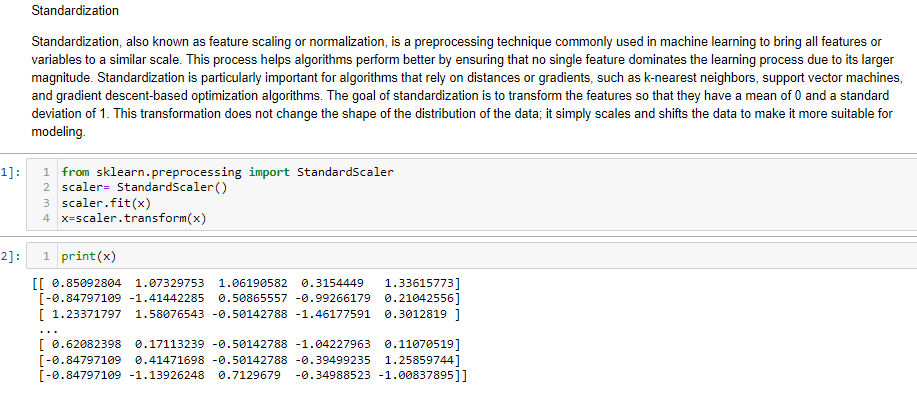 Standardization
Standardization, also known as feature scaling or normalization, is a preprocessing technique commonly used in machine learning to bring all features or
variables to a similar scale. This process helps algorithms perform better by ensuring that no single feature dominates the learning process due to its larger
magnitude. Standardization is particularly important for algorithms that rely on distances or gradients, such as k-nearest neighbors, support vector machines,
and gradient descent-based optimization algorithms. The goal of standardization is to transform the features so that they have a mean of 0 and a standard
deviation of 1. This transformation does not change the shape of the distribution of the data; it simply scales and shifts the data to make it more suitable for
modeling.
1]: 1 from sklearn.preprocessing import StandardScaler
2 scaler= StandardScaler()
3 scaler.fit(x)
4 x=scaler.transform(x)
2]: 1 print(x)
[[ 0.85092804 1.07329753 1.06190582 0.3154449 1.33615773]
[-0.84797109 -1.41442285 0.50865557 -0.99266179 0.21042556]
[ 1.23371797 1.58076543 -0.50142788 -1.46177591 0.3012819 ]
...
[ 0.62082398 0.17113239 -0.50142788 -1.04227963 0.11070519]
[-0.84797109 0.41471698 -0.50142788 -0.39499235 1.25859744]
[-0.84797109 -1.13926248 0.7129679 -0.34988523 -1.00837895]]